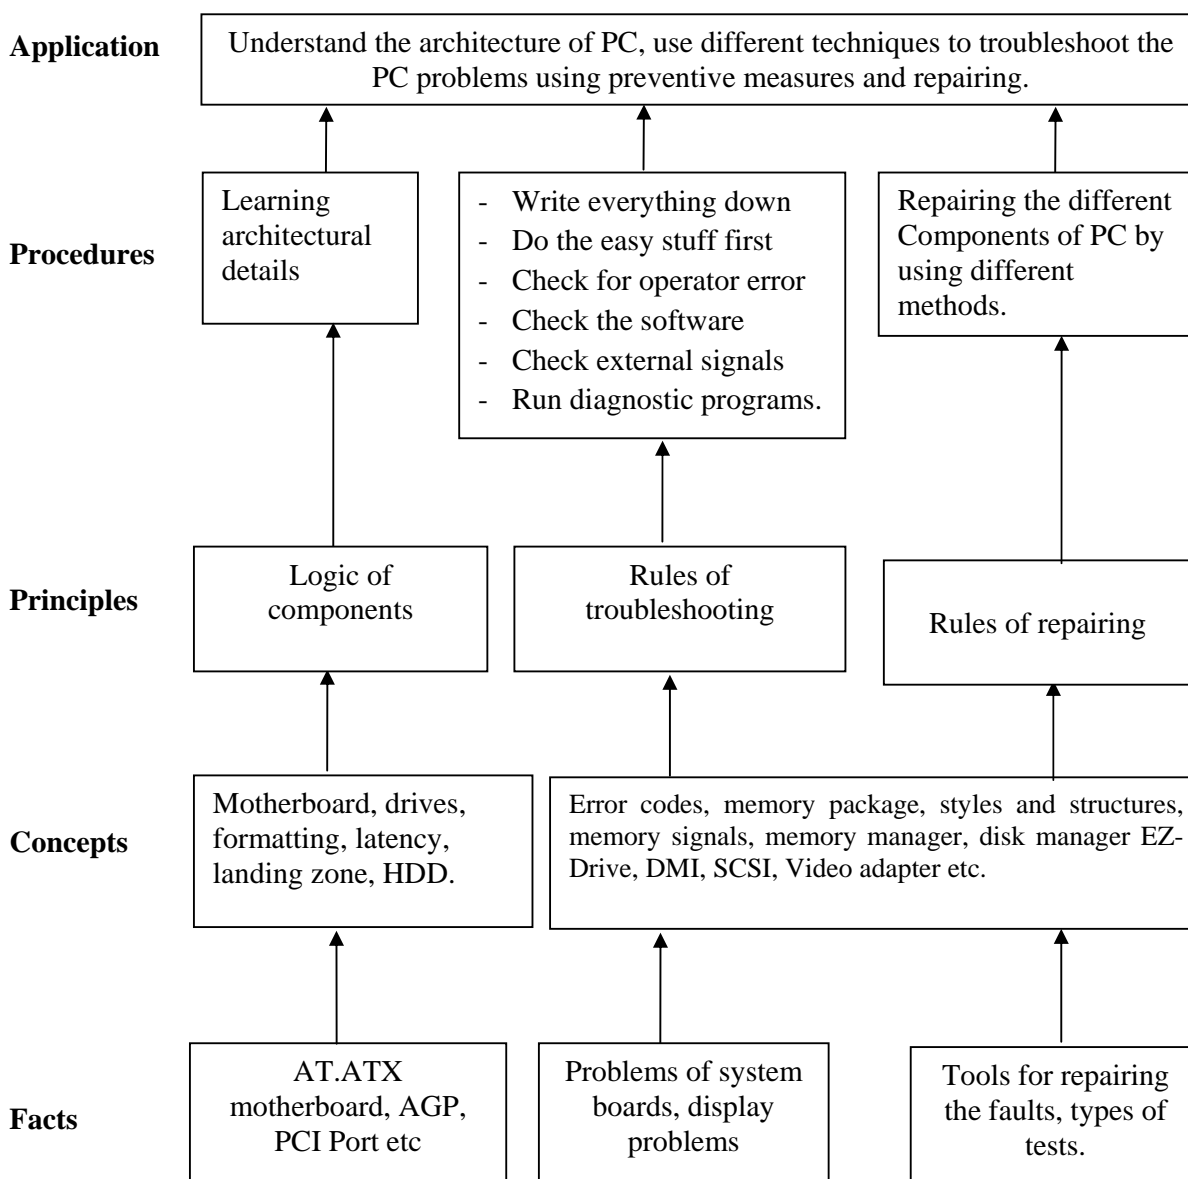 Application
Understand the architecture of PC, use different techniques to troubleshoot the
PC problems using preventive measures and repairing.
Procedures
Learning
architectural
details
- Write everything down
- Do the easy stuff first
- Check for operator error
- Check the software
- Check external signals
- Run diagnostic programs.
Repairing the different
Components of PC by
using different
methods.
Principles
Logic of
components
Rules of
troubleshooting
Rules of repairing
Concepts
Motherboard, drives,
formatting, latency,
landing zone, HDD.
Error codes, memory package, styles and structures,
memory signals, memory manager, disk manager EZ-
Drive, DMI, SCSI, Video adapter etc.
Facts
AT.ATX
motherboard, AGP,
PCI Port etc
Problems of system
boards, display
problems
Tools for repairing
the faults, types of
tests.